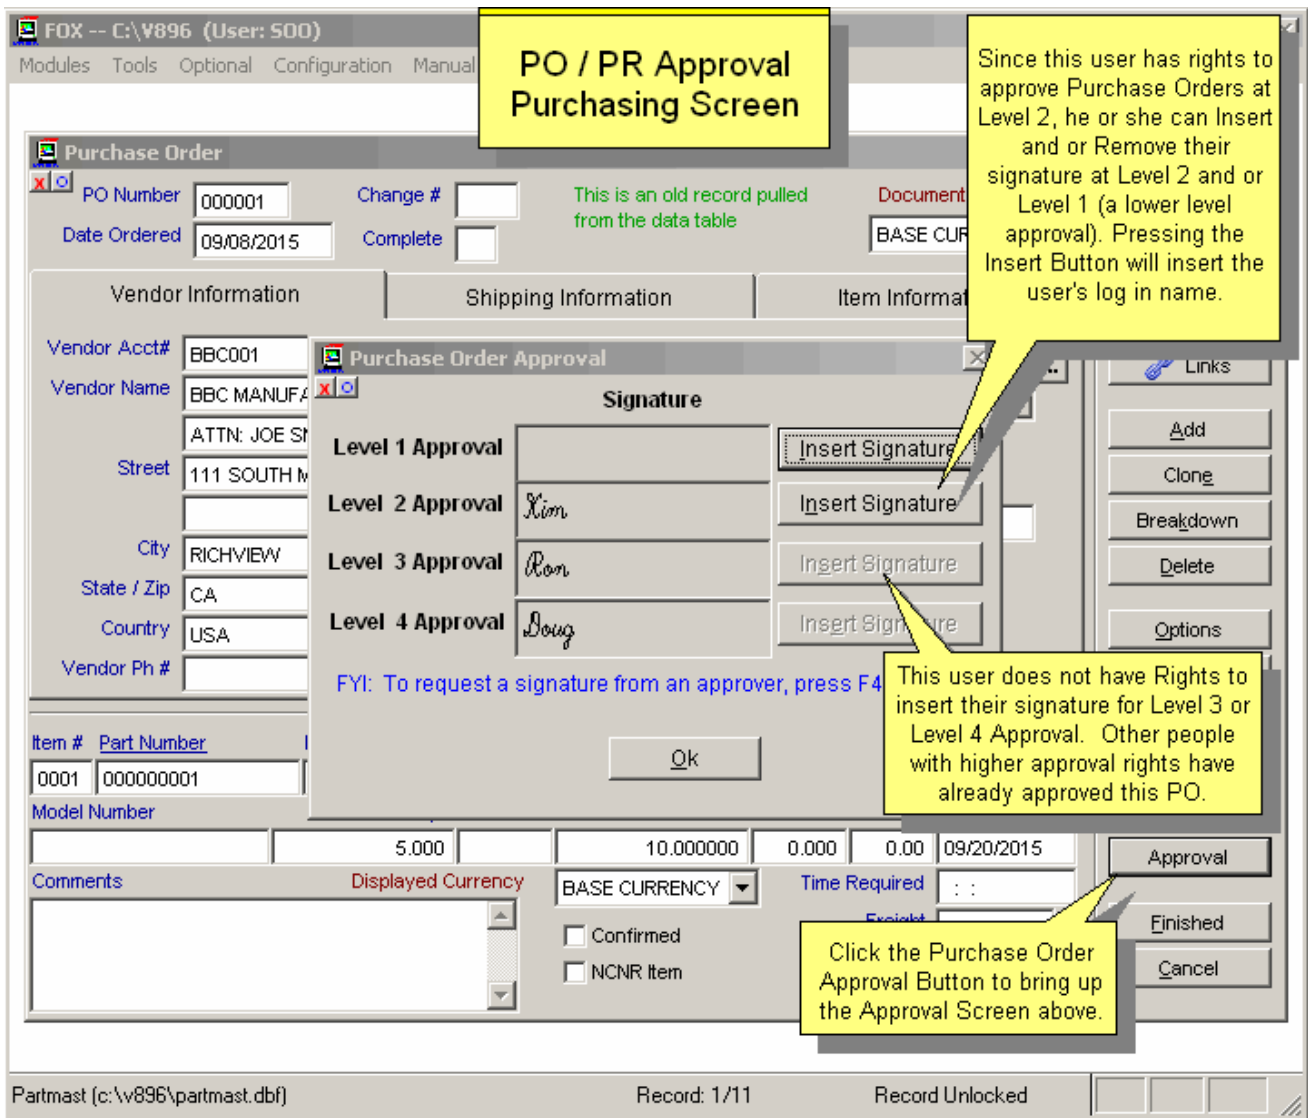 FOX -- C:\V896 (User: SOO)
Modules Tools Optional Configuration Manual
PO / PR Approval
Purchasing Screen
Since this user has rights to
approve Purchase Orders at
Level 2, he or she can Insert
and or Remove their
signature at Level 2 and or
Level 1 (a lower level
approval). Pressing the
Insert Button will insert the
user's log in name.
Purchase Order
PO Number 000001 Change #
This is an old record pulled
from the data table
Document
Date Ordered 09/08/2015 Complete
BASE CUR
Vendor Information Shipping Information Item Informat
Vendor Acct# BBC001
Vendor Name BBC MANUFA
ATTN: JOE SN
Street 111 SOUTH M
City RICHVIEW
State / Zip CA
Country USA
Vendor Ph #
Purchase Order Approval
Signature
Level 1 Approval Insert Signature
Level 2 Approval Kim Insert Signature
Level 3 Approval Ron Insert Signature
Level 4 Approval Doug Insert Signature
FYI: To request a signature from an approver, press F4
Ok
Links
Add
Clone
Breakdown
Delete
Options
This user does not have Rights to
insert their signature for Level 3 or
Level 4 Approval. Other people
with higher approval rights have
already approved this PO.
Item # Part Number
0001 000000001
Model Number
5.000 10.000000 0.000 0.00 09/20/2015
Approval
Comments Displayed Currency BASE CURRENCY Time Required : :
Freight
Confirmed
NCNR Item
Finished
Cancel
Click the Purchase Order
Approval Button to bring up
the Approval Screen above.
Partmast (c:\v896\partmast.dbf) Record: 1/11 Record Unlocked